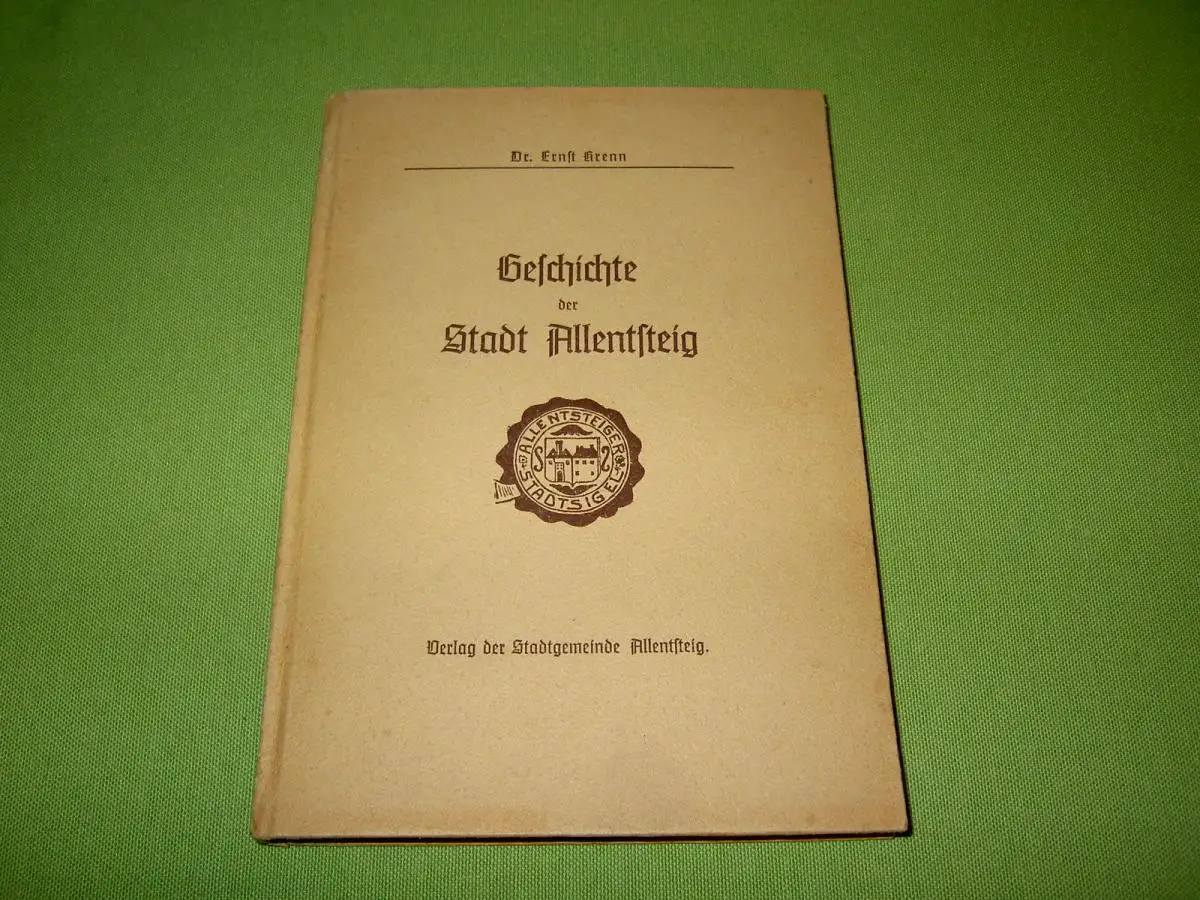 Dr. Ernſt Krenn
Geſchichte
der
Stadt Allentſteig
ALLENTSTEIGER
STADTSIGEL
Verlag der Stadtgemeinde Allentſteig.